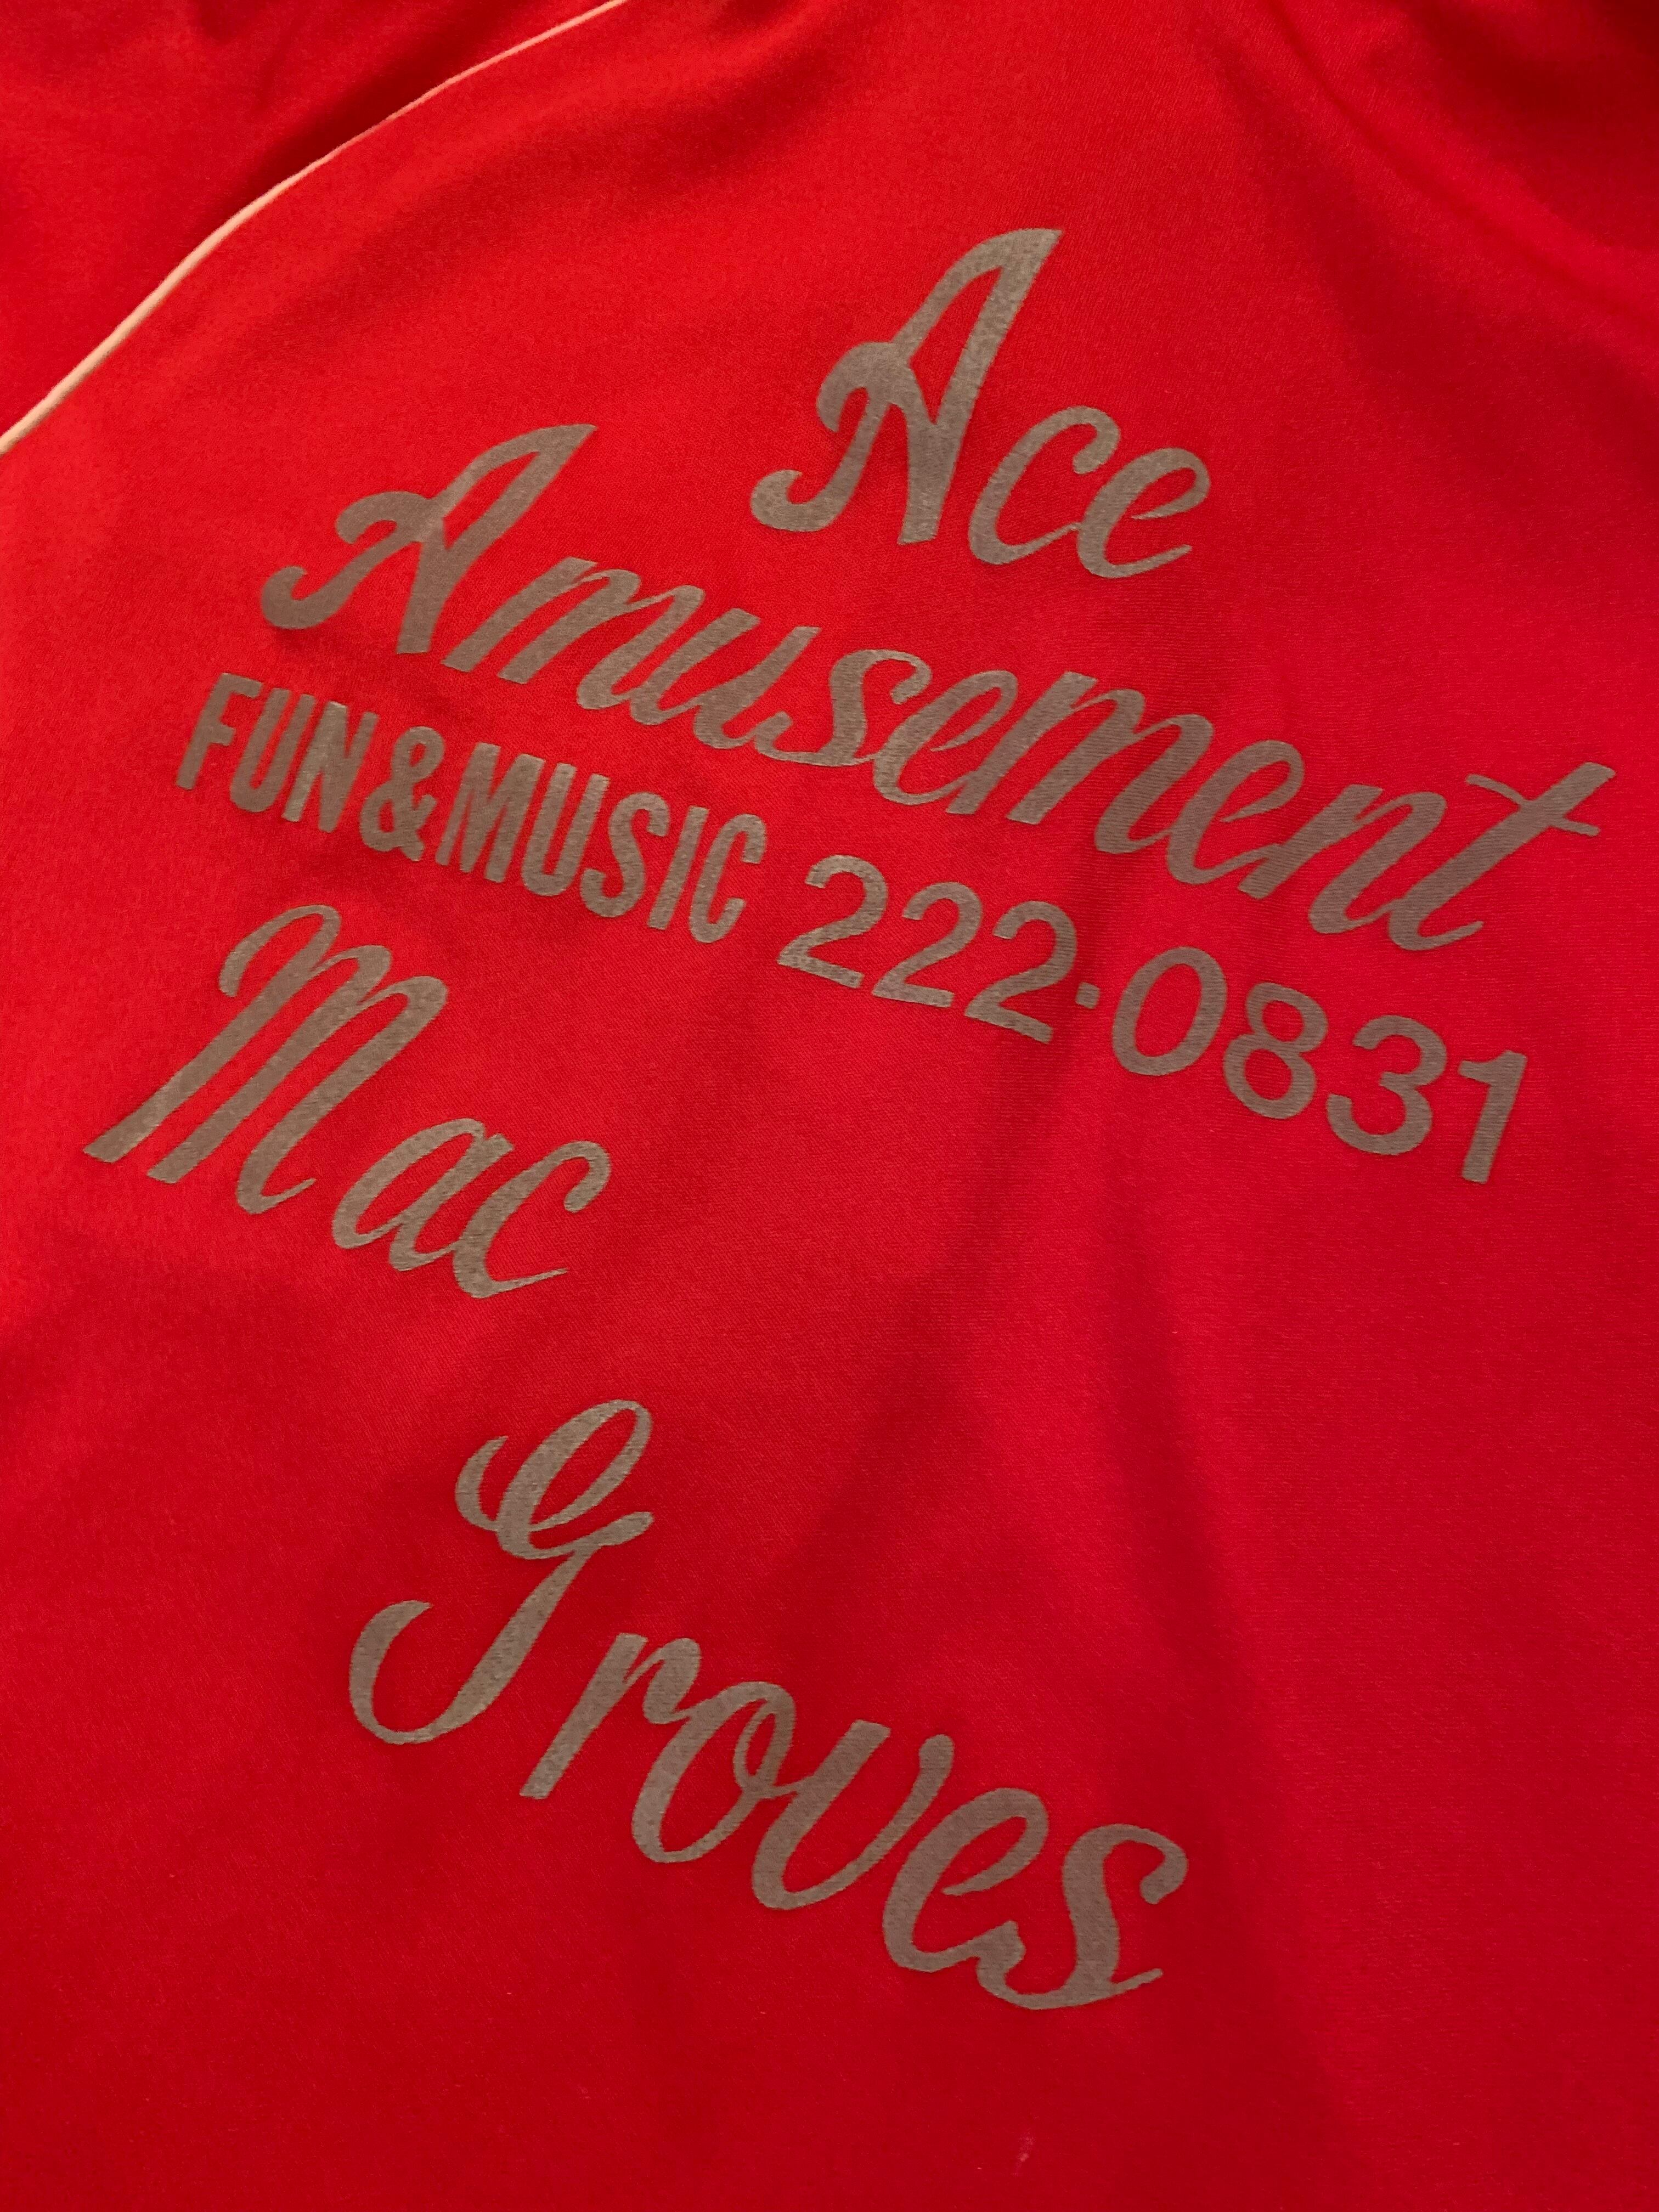 Ace
Amusement
FUN&MUSIC 222-0831
Mac
Groves